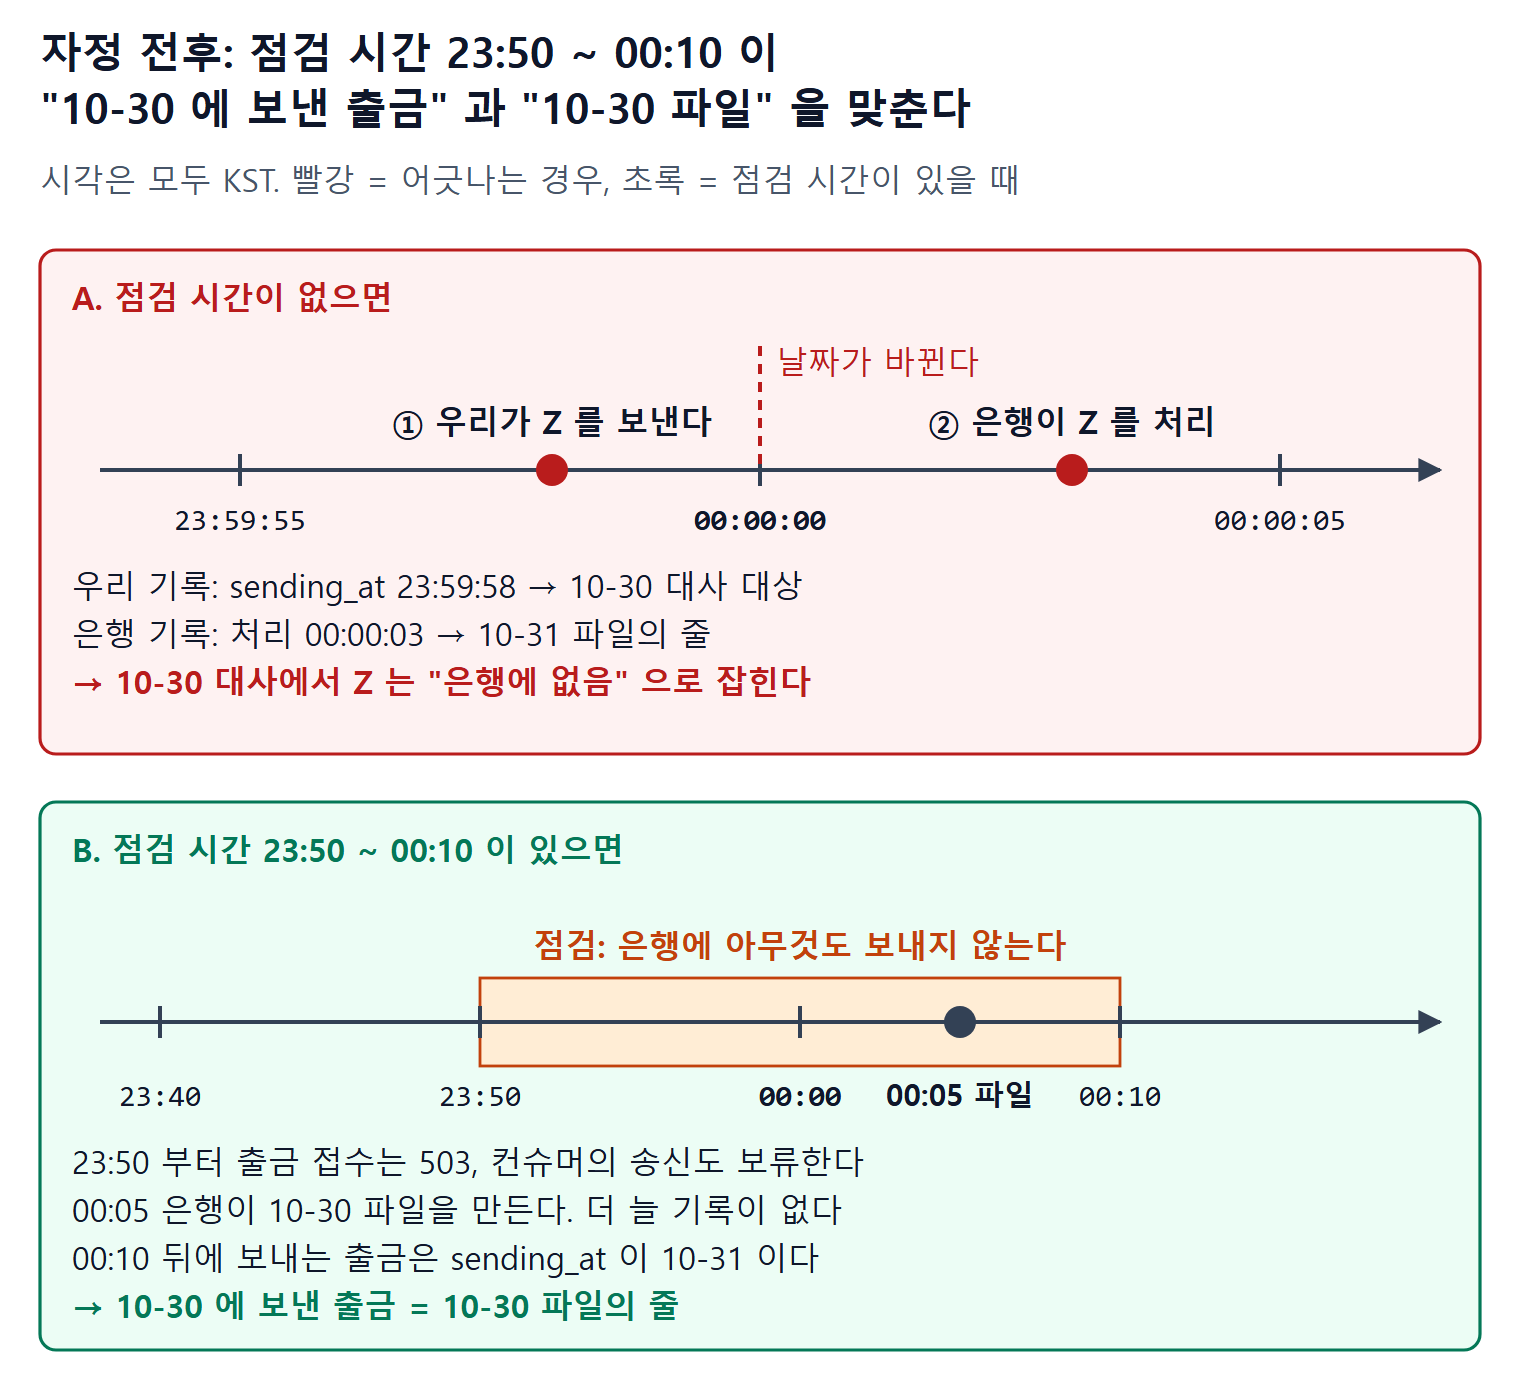 자정 전후: 점검 시간 23:50 ~ 00:10 이
"10-30 에 보낸 출금" 과 "10-30 파일" 을 맞춘다
시각은 모두 KST. 빨강 = 어긋나는 경우, 초록 = 점검 시간이 있을 때
A. 점검 시간이 없으면
날짜가 바뀐다
① 우리가 Z 를 보낸다
② 은행이 Z 를 처리
23:59:55
00:00:00
00:00:05
우리 기록: sending_at 23:59:58 → 10-30 대사 대상
은행 기록: 처리 00:00:03 → 10-31 파일의 줄
→ 10-30 대사에서 Z 는 "은행에 없음" 으로 잡힌다
B. 점검 시간 23:50 ~ 00:10 이 있으면
점검: 은행에 아무것도 보내지 않는다
23:40
23:50
00:00
00:05 파일
00:10
23:50 부터 출금 접수는 503, 컨슈머의 송신도 보류한다
00:05 은행이 10-30 파일을 만든다. 더 늘 기록이 없다
00:10 뒤에 보내는 출금은 sending_at 이 10-31 이다
→ 10-30 에 보낸 출금 = 10-30 파일의 줄